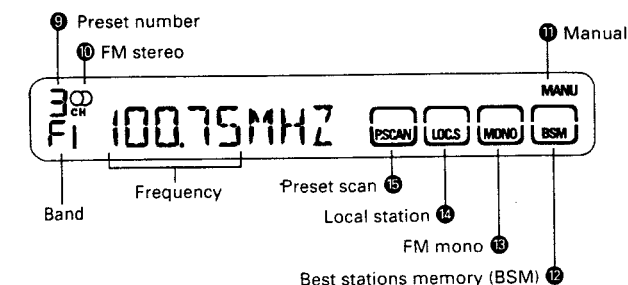 9 Preset number
10 FM stereo
11 Manual
3 CH
MANU
F1 100.75MHZ
P.SCAN LOC.S MONO BSM
Band
Frequency
Preset scan 15
Local station 14
FM mono 13
Best stations memory (BSM) 12